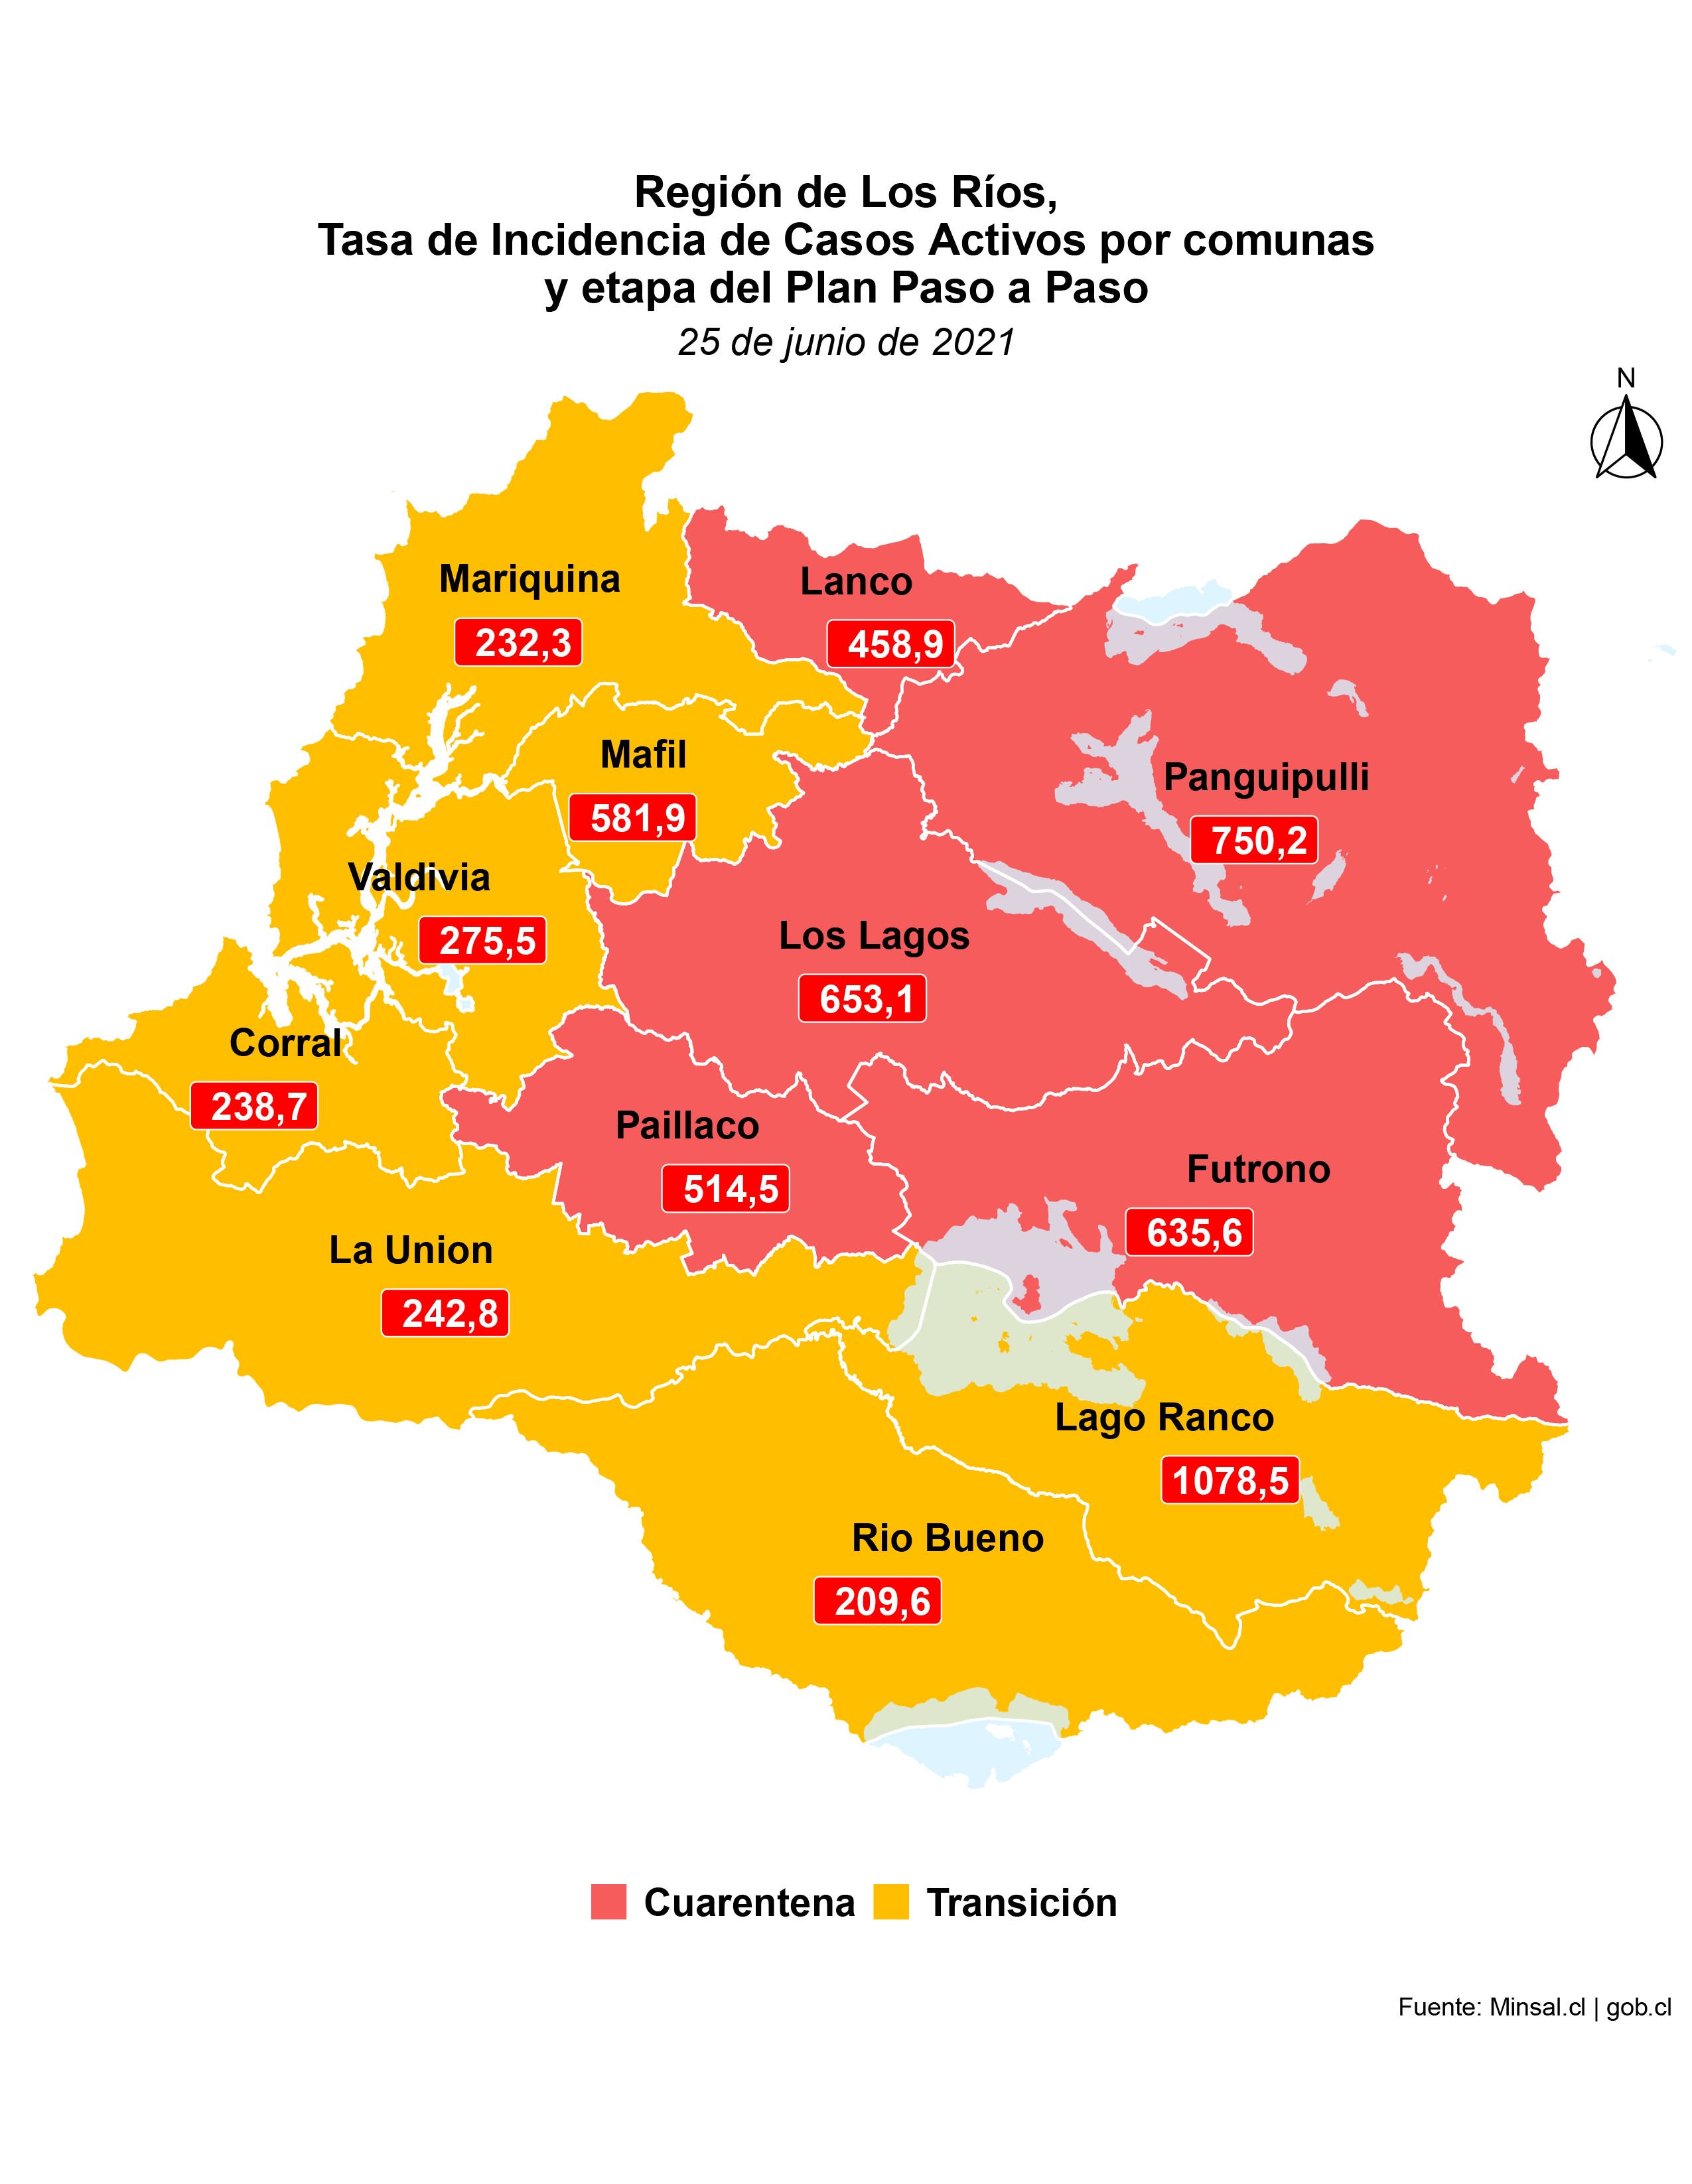 Región de Los Ríos,
Tasa de Incidencia de Casos Activos por comunas
y etapa del Plan Paso a Paso
25 de junio de 2021
N
Mariquina
232,3
Lanco
458,9
Mafil
581,9
Panguipulli
750,2
Valdivia
275,5
Los Lagos
653,1
Corral
238,7
Paillaco
514,5
Futrono
635,6
La Union
242,8
Lago Ranco
1078,5
Rio Bueno
209,6
Cuarentena Transición
Fuente: Minsal.cl | gob.cl